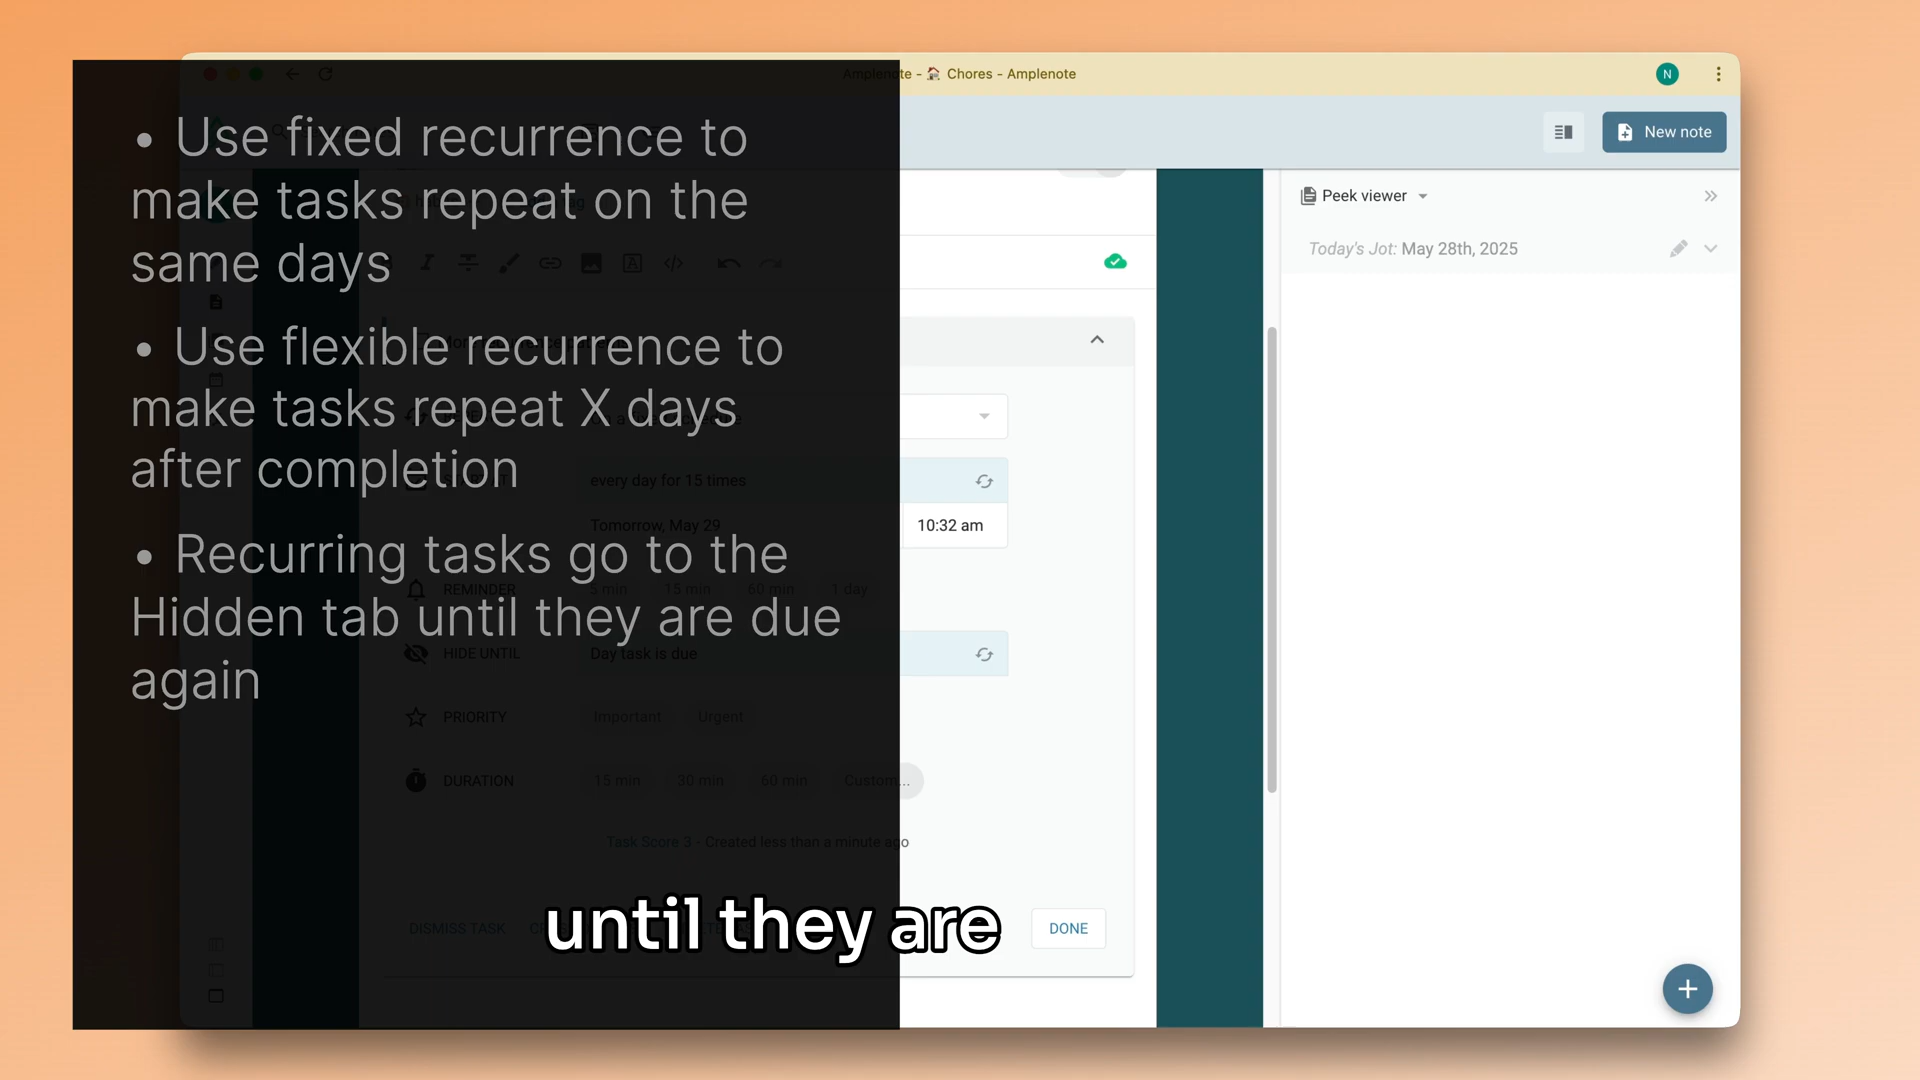 Amplenote - 🏠 Chores - Amplenote
N
New note
• Use fixed recurrence to
make tasks repeat on the
same days
• Use flexible recurrence to
make tasks repeat X days
after completion
• Recurring tasks go to the
Hidden tab until they are due
again
Peek viewer
Today's Jot: May 28th, 2025
every day for 15 times
Tomorrow, May 29
10:32 am
REMINDER
5 min
15 min
60 min
1 day
HIDE UNTIL
Day task is due
PRIORITY
Important
Urgent
DURATION
15 min
30 min
60 min
Custom...
Task Score 3 - Created less than a minute ago
DISMISS TASK
DONE
until they are